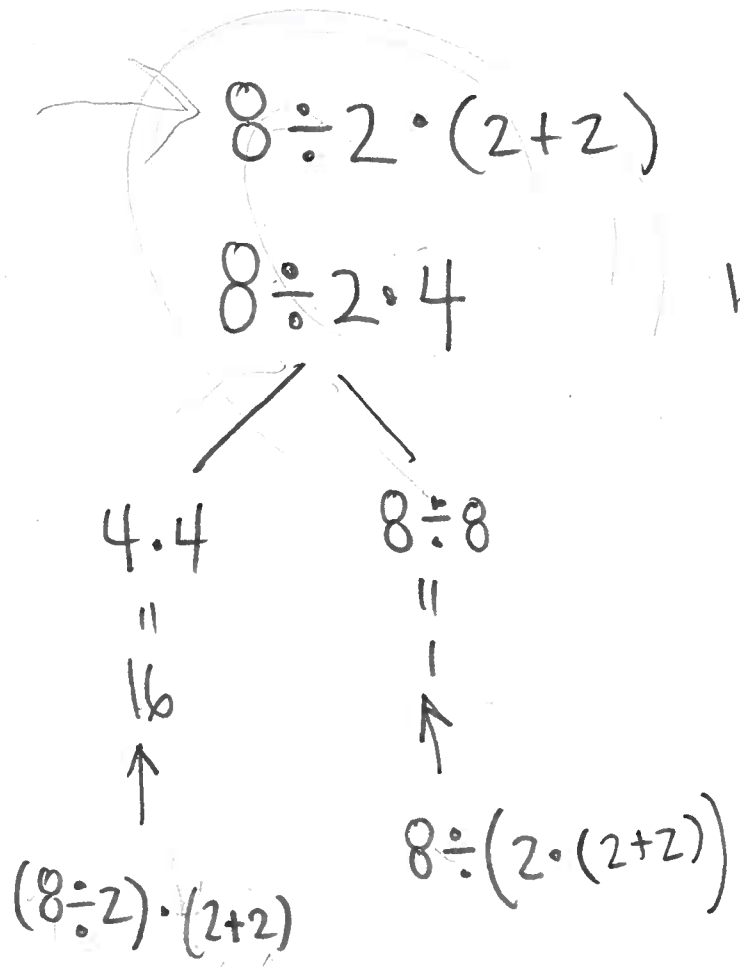 8 ÷ 2 · (2+2)
8 ÷ 2 · 4
4 · 4
8 ÷ 8
=
=
16
1
8 ÷ (2 · (2+2))
(8 ÷ 2) · (2+2)